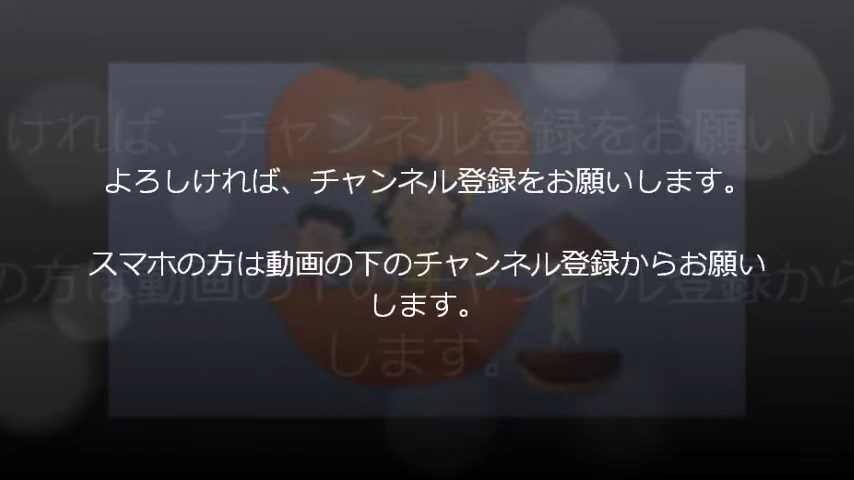 よろしければ、チャンネル登録をお願いします。
スマホの方は動画の下のチャンネル登録からお願い
します。